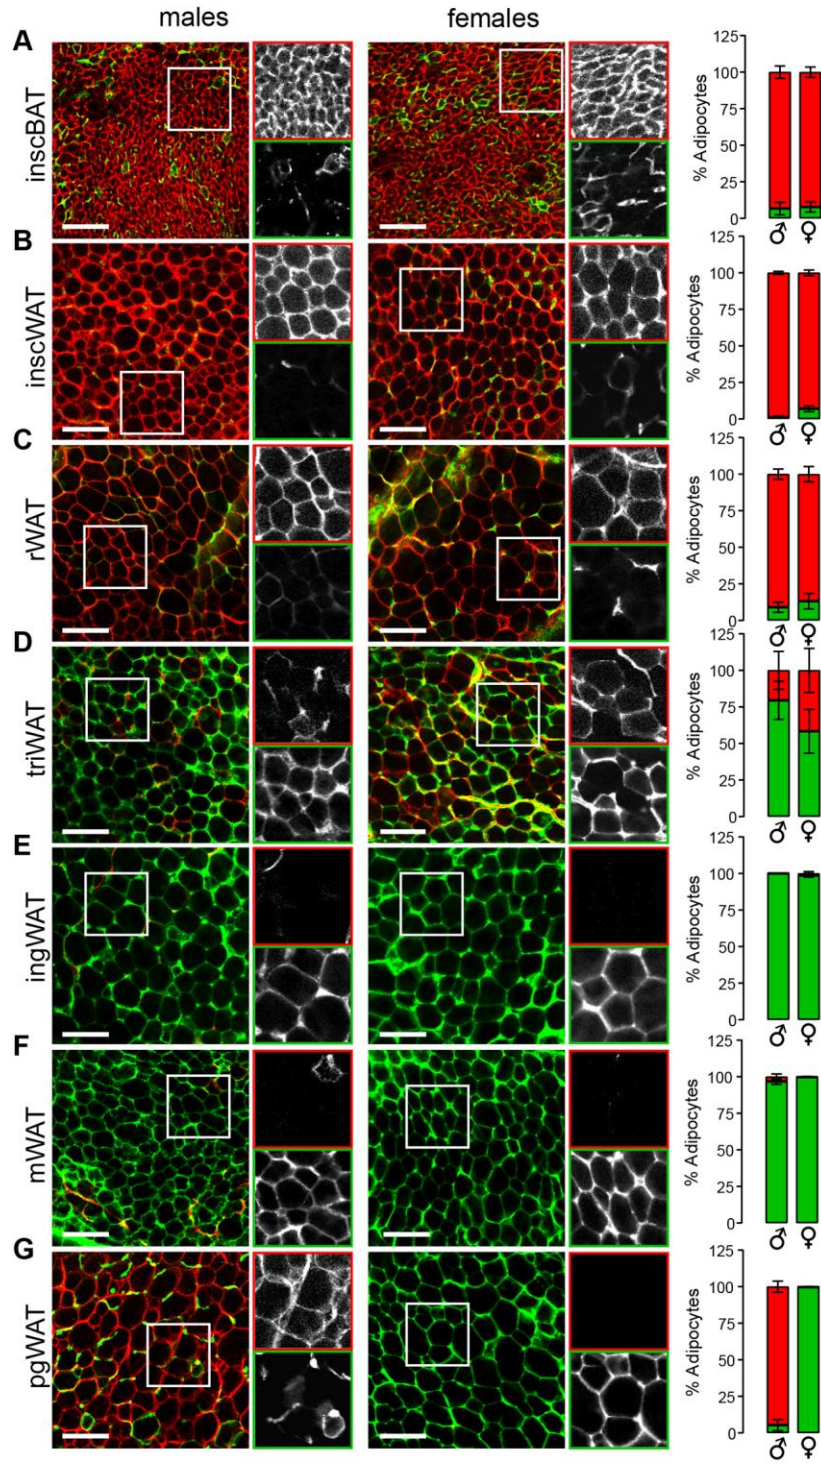 males females
A
inscBAT
% Adipocytes
125
100
75
50
25
0
♂ ♀
B
inscWAT
% Adipocytes
125
100
75
50
25
0
♂ ♀
C
rWAT
% Adipocytes
125
100
75
50
25
0
♂ ♀
D
triWAT
% Adipocytes
125
100
75
50
25
0
♂ ♀
E
ingWAT
% Adipocytes
125
100
75
50
25
0
♂ ♀
F
mWAT
% Adipocytes
125
100
75
50
25
0
♂ ♀
G
pgWAT
% Adipocytes
125
100
75
50
25
0
♂ ♀